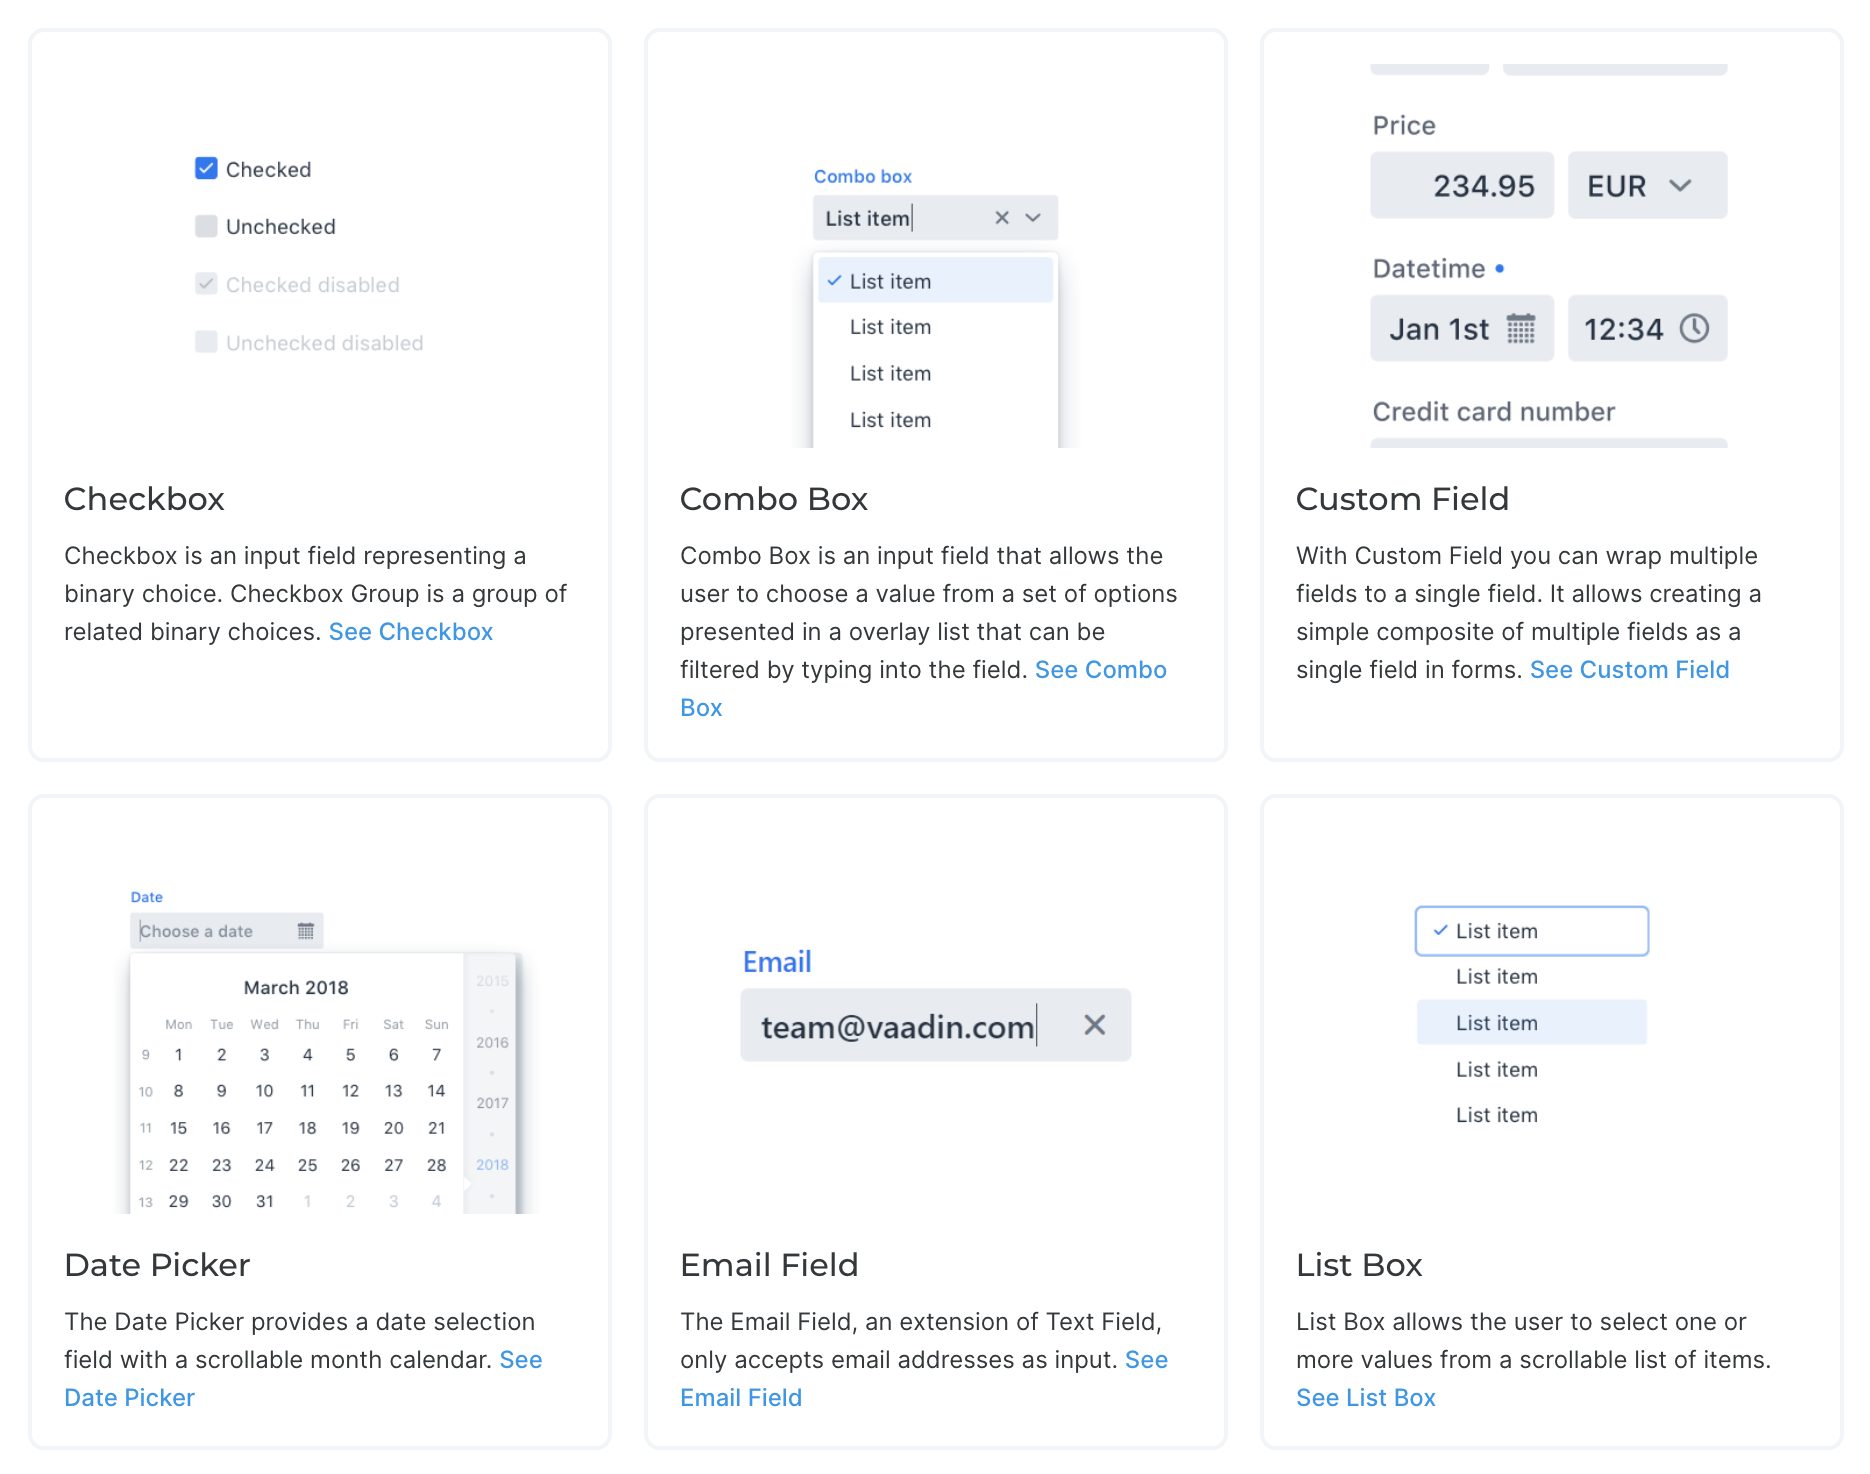 Checked
Unchecked
Checked disabled
Unchecked disabled
Checkbox
Checkbox is an input field representing a
binary choice. Checkbox Group is a group of
related binary choices. See Checkbox
Combo box
List item
List item
List item
List item
List item
Combo Box
Combo Box is an input field that allows the
user to choose a value from a set of options
presented in a overlay list that can be
filtered by typing into the field. See Combo
Box
Price
234.95 EUR
Datetime
Jan 1st 12:34
Credit card number
Custom Field
With Custom Field you can wrap multiple
fields to a single field. It allows creating a
simple composite of multiple fields as a
single field in forms. See Custom Field
Date
Choose a date
March 2018
Mon Tue Wed Thu Fri Sat Sun
9 1 2 3 4 5 6 7
10 8 9 10 11 12 13 14
11 15 16 17 18 19 20 21
12 22 23 24 25 26 27 28
13 29 30 31 1 2 3 4
2015
2016
2017
2018
Date Picker
The Date Picker provides a date selection
field with a scrollable month calendar. See
Date Picker
Email
team@vaadin.com
Email Field
The Email Field, an extension of Text Field,
only accepts email addresses as input. See
Email Field
List item
List item
List item
List item
List item
List Box
List Box allows the user to select one or
more values from a scrollable list of items.
See List Box